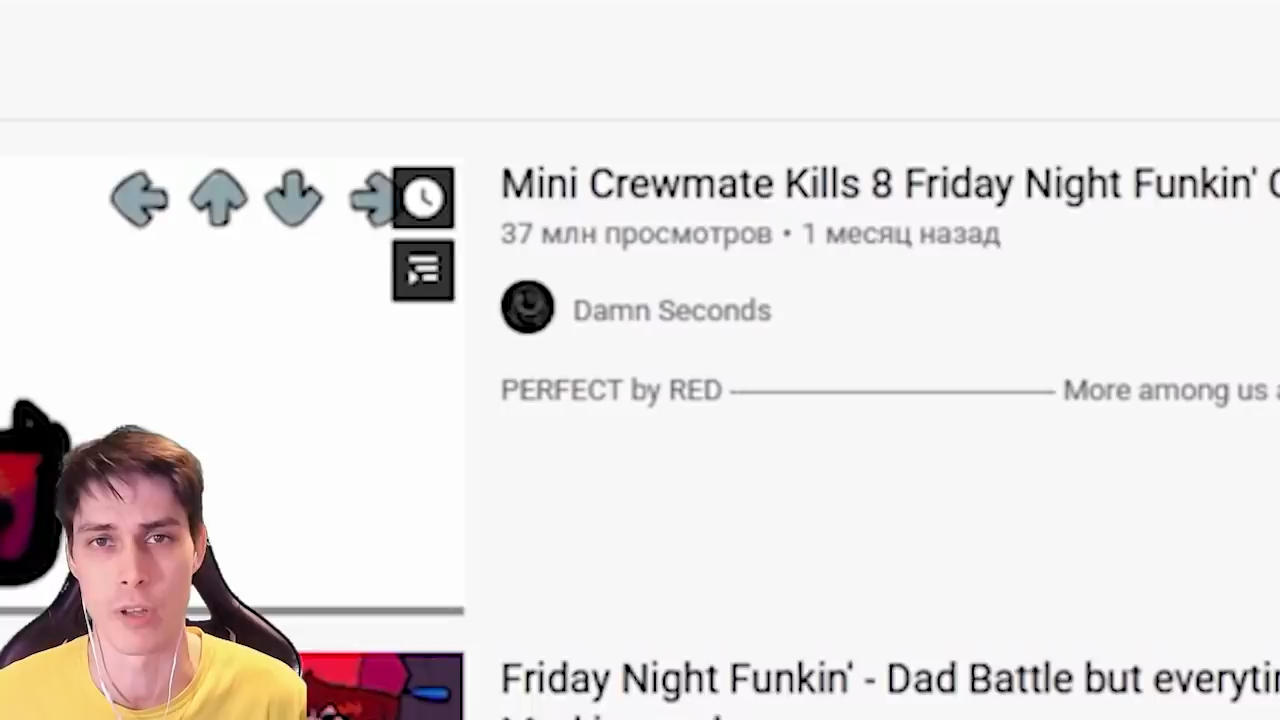 Mini Crewmate Kills 8 Friday Night Funkin'
37 млн просмотров • 1 месяц назад
Damn Seconds
PERFECT by RED ———————— More among us
Friday Night Funkin' - Dad Battle but